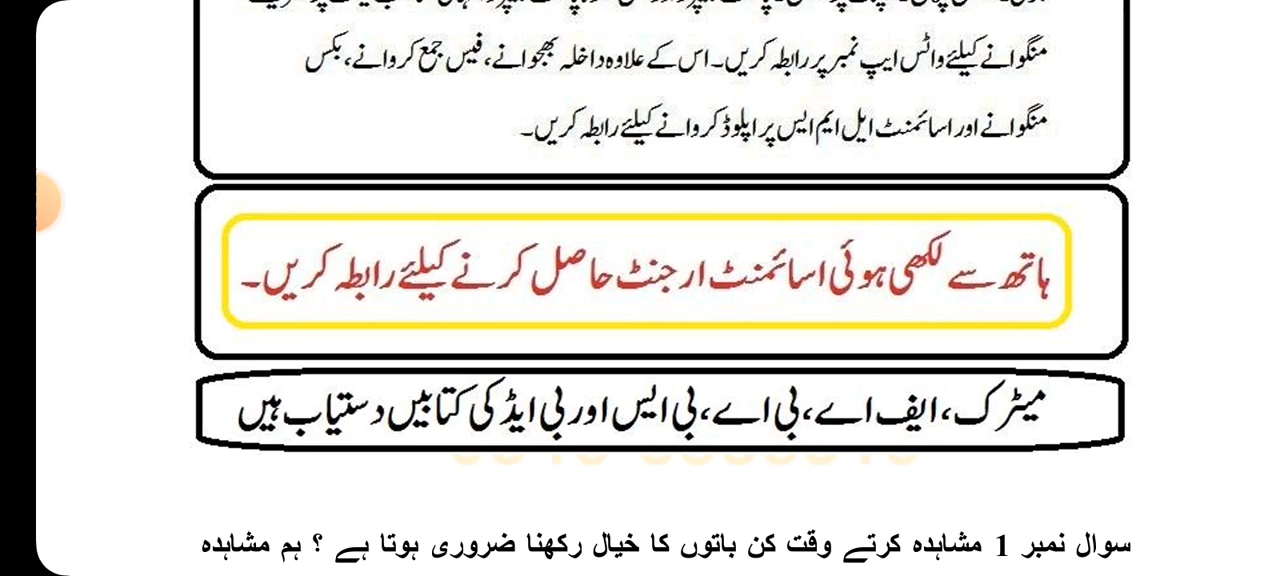 منگوانے کیلئے واٹس ایپ نمبر پر رابطہ کریں۔ اس کے علاوہ داخلہ بھجوانے، فیس جمع کروانے، بکس
منگوانے اور اسائمنٹ ایل ایم ایس پر اپلوڈ کروانے کیلئے رابطہ کریں۔
ہاتھ سے لکھی ہوئی اسائمنٹ ارجنٹ حاصل کرنے کیلئے رابطہ کریں۔
میٹرک، ایف اے، بی اے، بی ایس اور بی ایڈ کی کتابیں دستیاب ہیں
سوال نمبر 1 مشاہدہ کرتے وقت کن باتوں کا خیال رکھنا ضروری ہوتا ہے ؟ ہم مشاہدہ